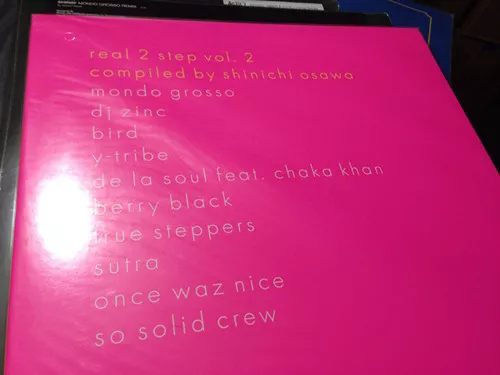 real 2 step vol. 2
compiled by shinichi osawa
mondo grosso
dj zinc
bird
y-tribe
de la soul feat. chaka khan
berry black
true steppers
sutra
once waz nice
so solid crew